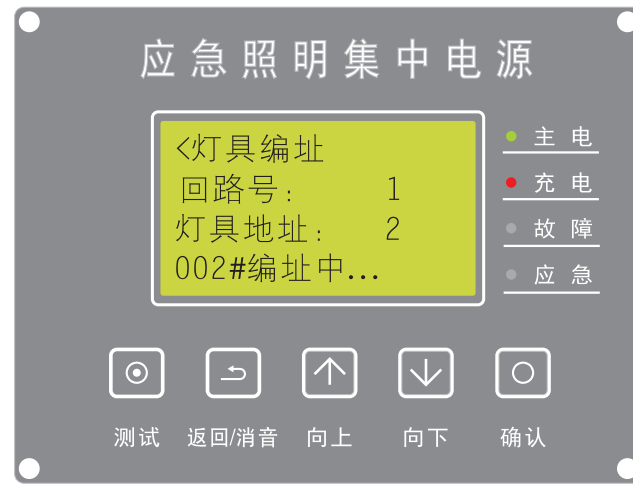 应急照明集中电源
<灯具编址
回路号: 1
灯具地址: 2
002#编址中...
主电
充电
故障
应急
测试 返回/消音 向上 向下 确认